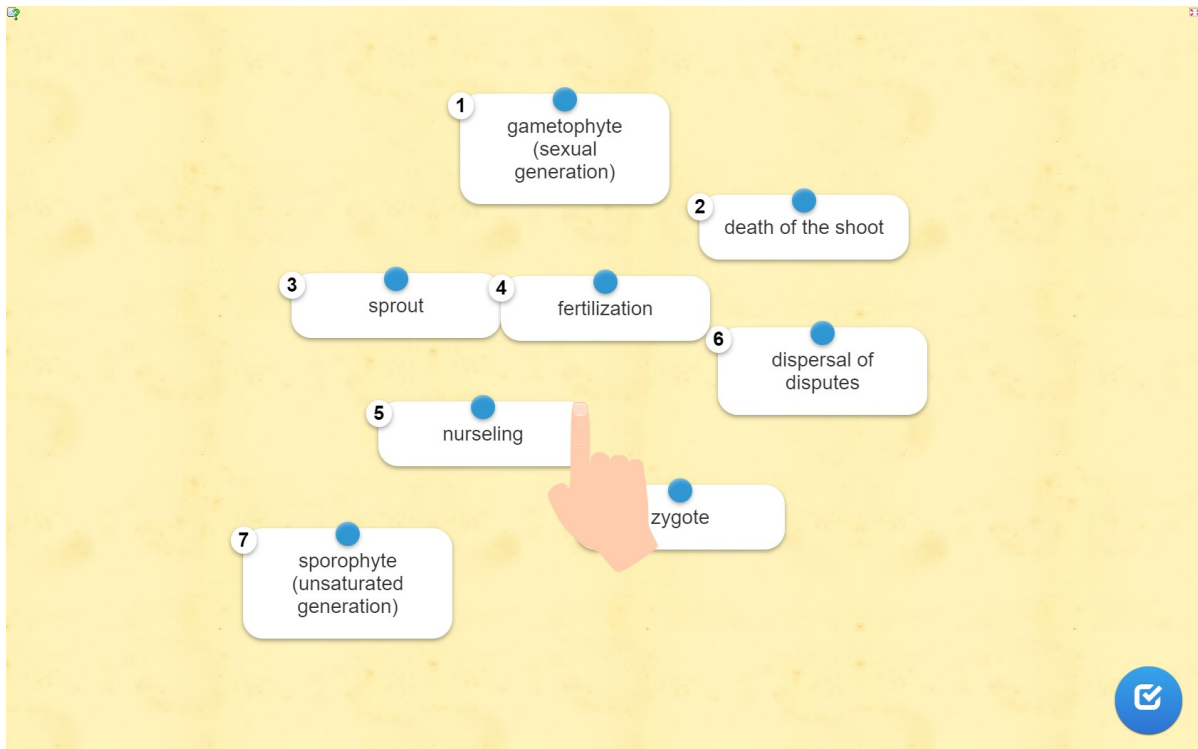 1
gametophyte
(sexual
generation)
2
death of the shoot
3
sprout
4
fertilization
6
dispersal of
disputes
5
nurseling
zygote
7
sporophyte
(unsaturated
generation)